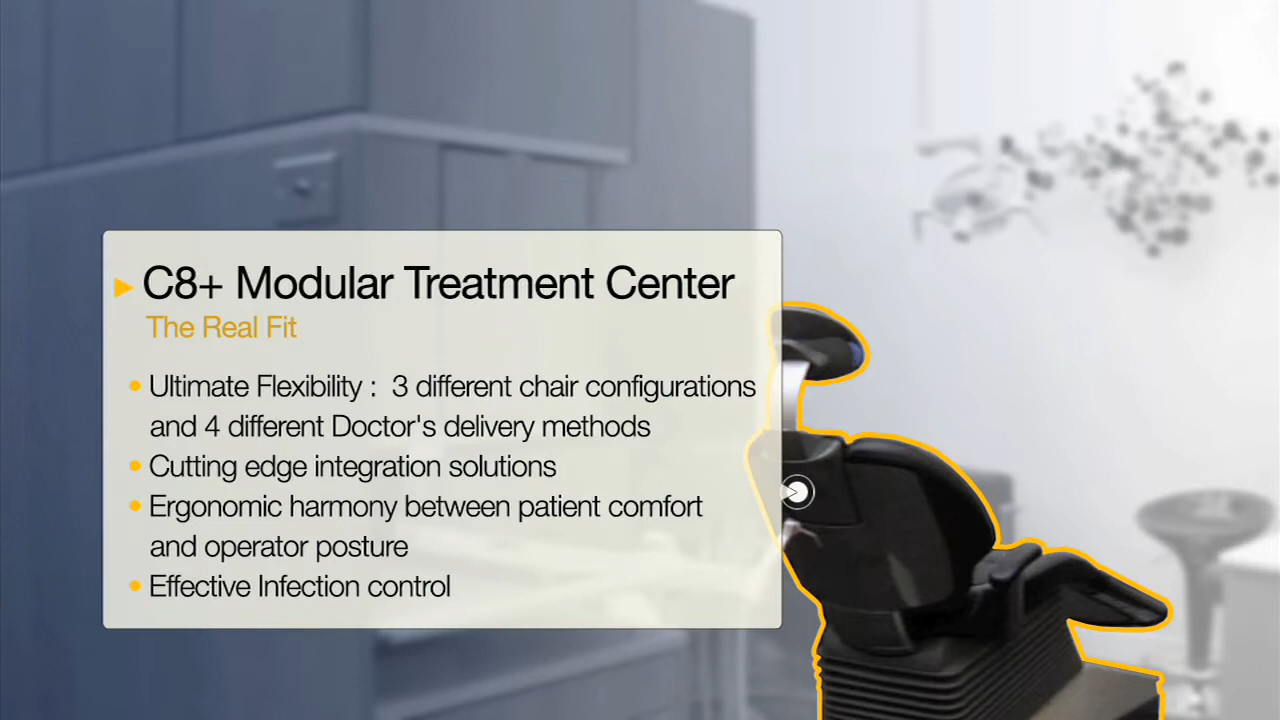 C8+ Modular Treatment Center
The Real Fit
Ultimate Flexibility :  3 different chair configurations
and 4 different Doctor's delivery methods
Cutting edge integration solutions
Ergonomic harmony between patient comfort
and operator posture
Effective Infection control